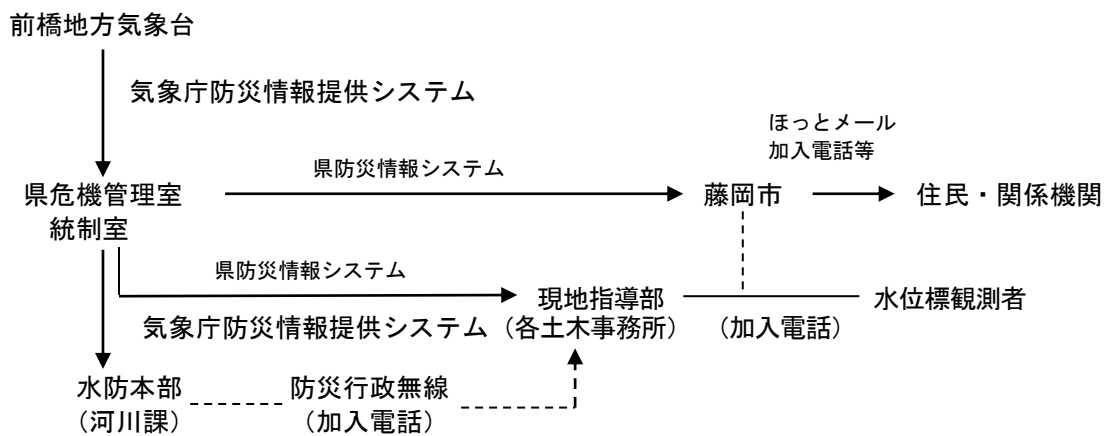 前橋地方気象台
気象庁防災情報提供システム
ほっとメール
加入電話等
県防災情報システム
県危機管理室
統制室
藤岡市
住民・関係機関
県防災情報システム
現地指導部
(各土木事務所)
水位標観測者
気象庁防災情報提供システム
(加入電話)
水防本部
(河川課)
防災行政無線
(加入電話)